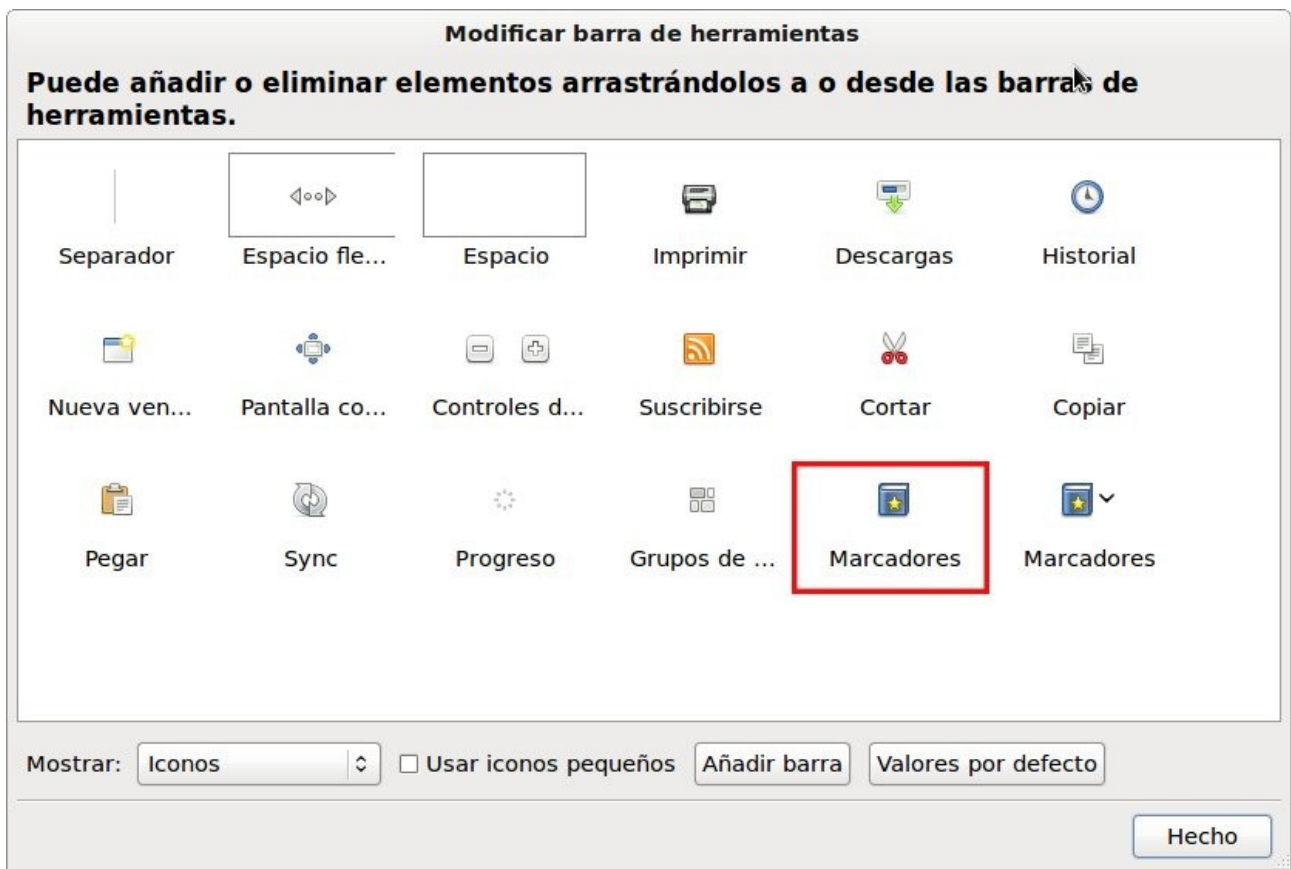 Modificar barra de herramientas
Puede añadir o eliminar elementos arrastrándolos a o desde las barras de
herramientas.
Separador
Espacio fle...
Espacio
Imprimir
Descargas
Historial
Nueva ven...
Pantalla co...
Controles d...
Suscribirse
Cortar
Copiar
Pegar
Sync
Progreso
Grupos de ...
Marcadores
Marcadores
Mostrar: Iconos Usar iconos pequeños Añadir barra Valores por defecto
Hecho